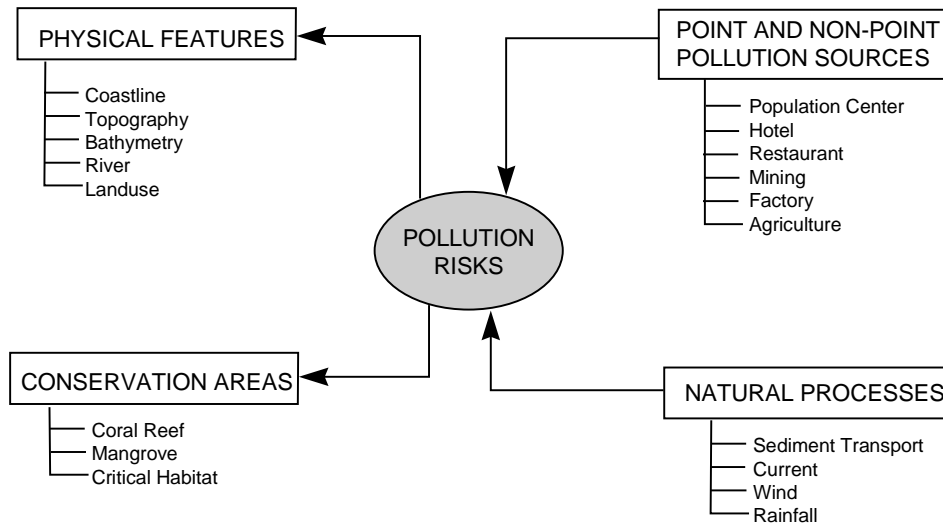 PHYSICAL FEATURES
Coastline
Topography
Bathymetry
River
Landuse
POINT AND NON-POINT
POLLUTION SOURCES
Population Center
Hotel
Restaurant
Mining
Factory
Agriculture
POLLUTION
RISKS
CONSERVATION AREAS
Coral Reef
Mangrove
Critical Habitat
NATURAL PROCESSES
Sediment Transport
Current
Wind
Rainfall